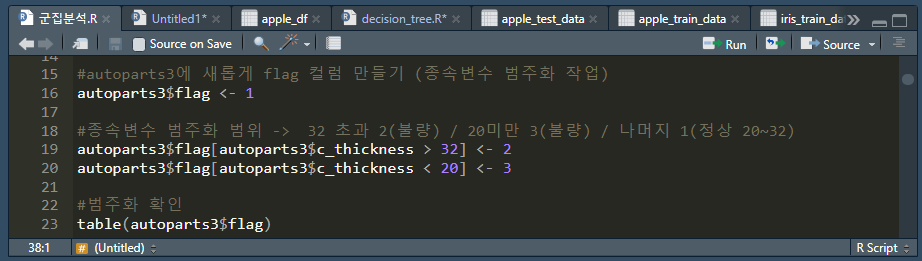 군집분석.R
Untitled1*
apple_df
decision_tree.R*
apple_test_data
apple_train_data
iris_train_da
Source on Save
Run
Source
14
15 #autoparts3에 새롭게 flag 컬럼 만들기 (종속변수 범주화 작업)
16 autoparts3$flag <- 1
17
18 #종속변수 범주화 범위 -> 32 초과 2(불량) / 20미만 3(불량) / 나머지 1(정상 20~32)
19 autoparts3$flag[autoparts3$c_thickness > 32] <- 2
20 autoparts3$flag[autoparts3$c_thickness < 20] <- 3
21
22 #범주화 확인
23 table(autoparts3$flag)
38:1 # (Untitled) R Script